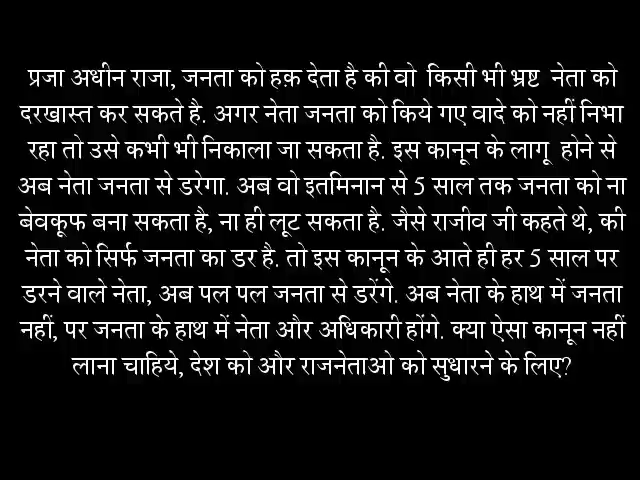 प्रजा अधीन राजा, जनता को हक़ देता है की वो किसी भी भ्रष्ट नेता को
दरखास्त कर सकते है. अगर नेता जनता को किये गए वादे को नहीं निभा
रहा तो उसे कभी भी निकाला जा सकता है. इस कानून के लागू होने से
अब नेता जनता से डरेगा. अब वो इतमिनान से 5 साल तक जनता को ना
बेवकूफ बना सकता है, ना ही लूट सकता है. जैसे राजीव जी कहते थे, की
नेता को सिर्फ जनता का डर है. तो इस कानून के आते ही हर 5 साल पर
डरने वाले नेता, अब पल पल जनता से डरेंगे. अब नेता के हाथ में जनता
नहीं, पर जनता के हाथ में नेता और अधिकारी होंगे. क्या ऐसा कानून नहीं
लाना चाहिये, देश को और राजनेताओ को सुधारने के लिए?